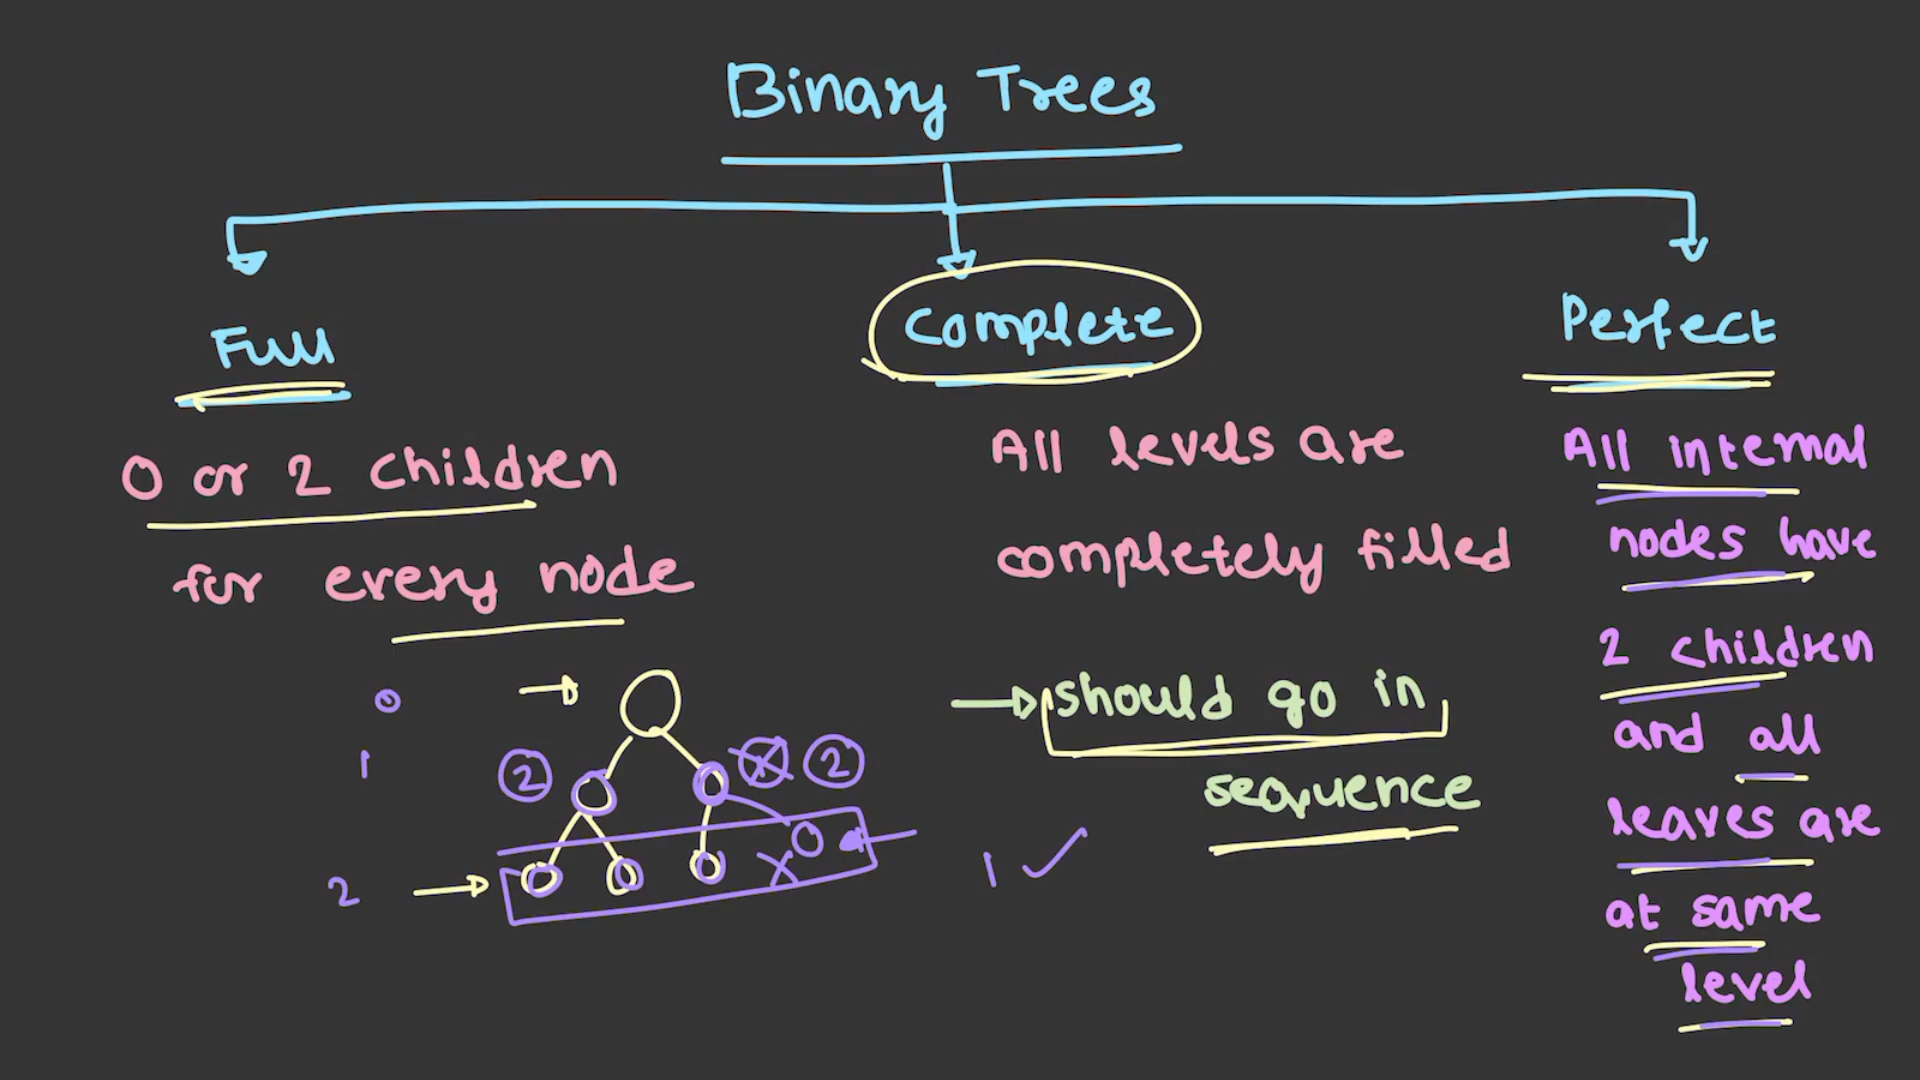 Binary Trees
Full
Complete
Perfect
0 or 2 children
for every node
All levels are
completely filled
→ should go in
sequence
All internal
nodes have
2 children
and all
leaves are
at same
level
0
1
2
2 2
1 ✓